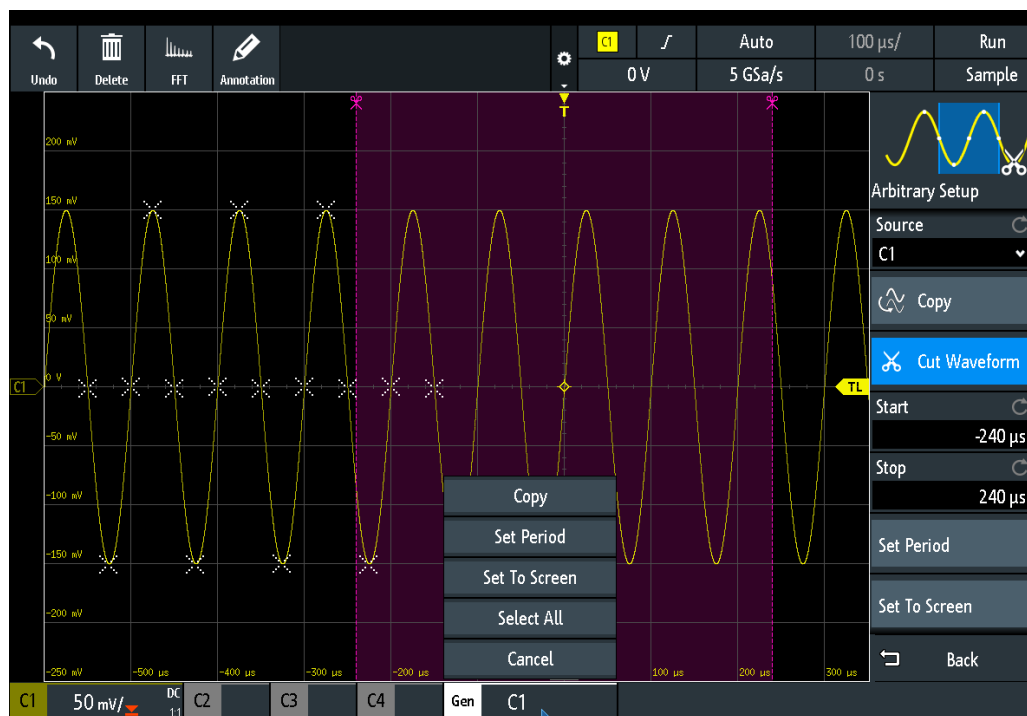 C1 Auto 100 µs/ Run
Undo Delete FFT Annotation 0 V 5 GSa/s 0 s Sample
T
200 mV
150 mV
100 mV
50 mV
0 V
-50 mV
-100 mV
-150 mV
-200 mV
-250 mV -500 µs -400 µs -300 µs -200 µs 100 µs 200 µs 300 µs
C1
TL
Copy
Set Period
Set To Screen
Select All
Cancel
Arbitrary Setup
Source
C1
Copy
Cut Waveform
Start
-240 µs
Stop
240 µs
Set Period
Set To Screen
Back
C1 50 mV/ DC 1:1 C2 C3 C4 Gen C1